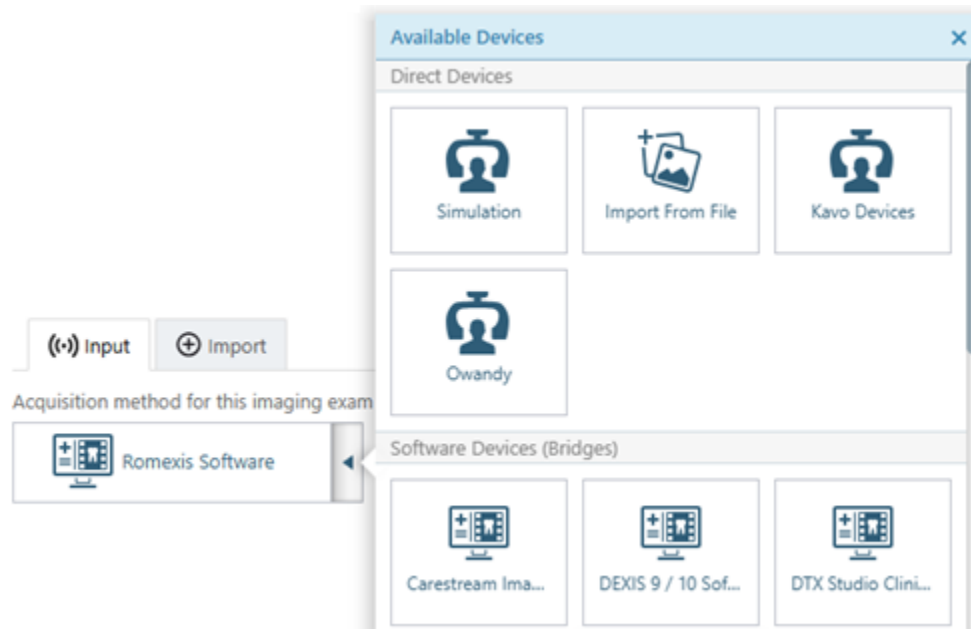 Available Devices
Direct Devices
Simulation
Import From File
Kavo Devices
Owandy
Input
Import
Acquisition method for this imaging exam
Romexis Software
Software Devices (Bridges)
Carestream Ima...
DEXIS 9 / 10 Sof...
DTX Studio Clini...